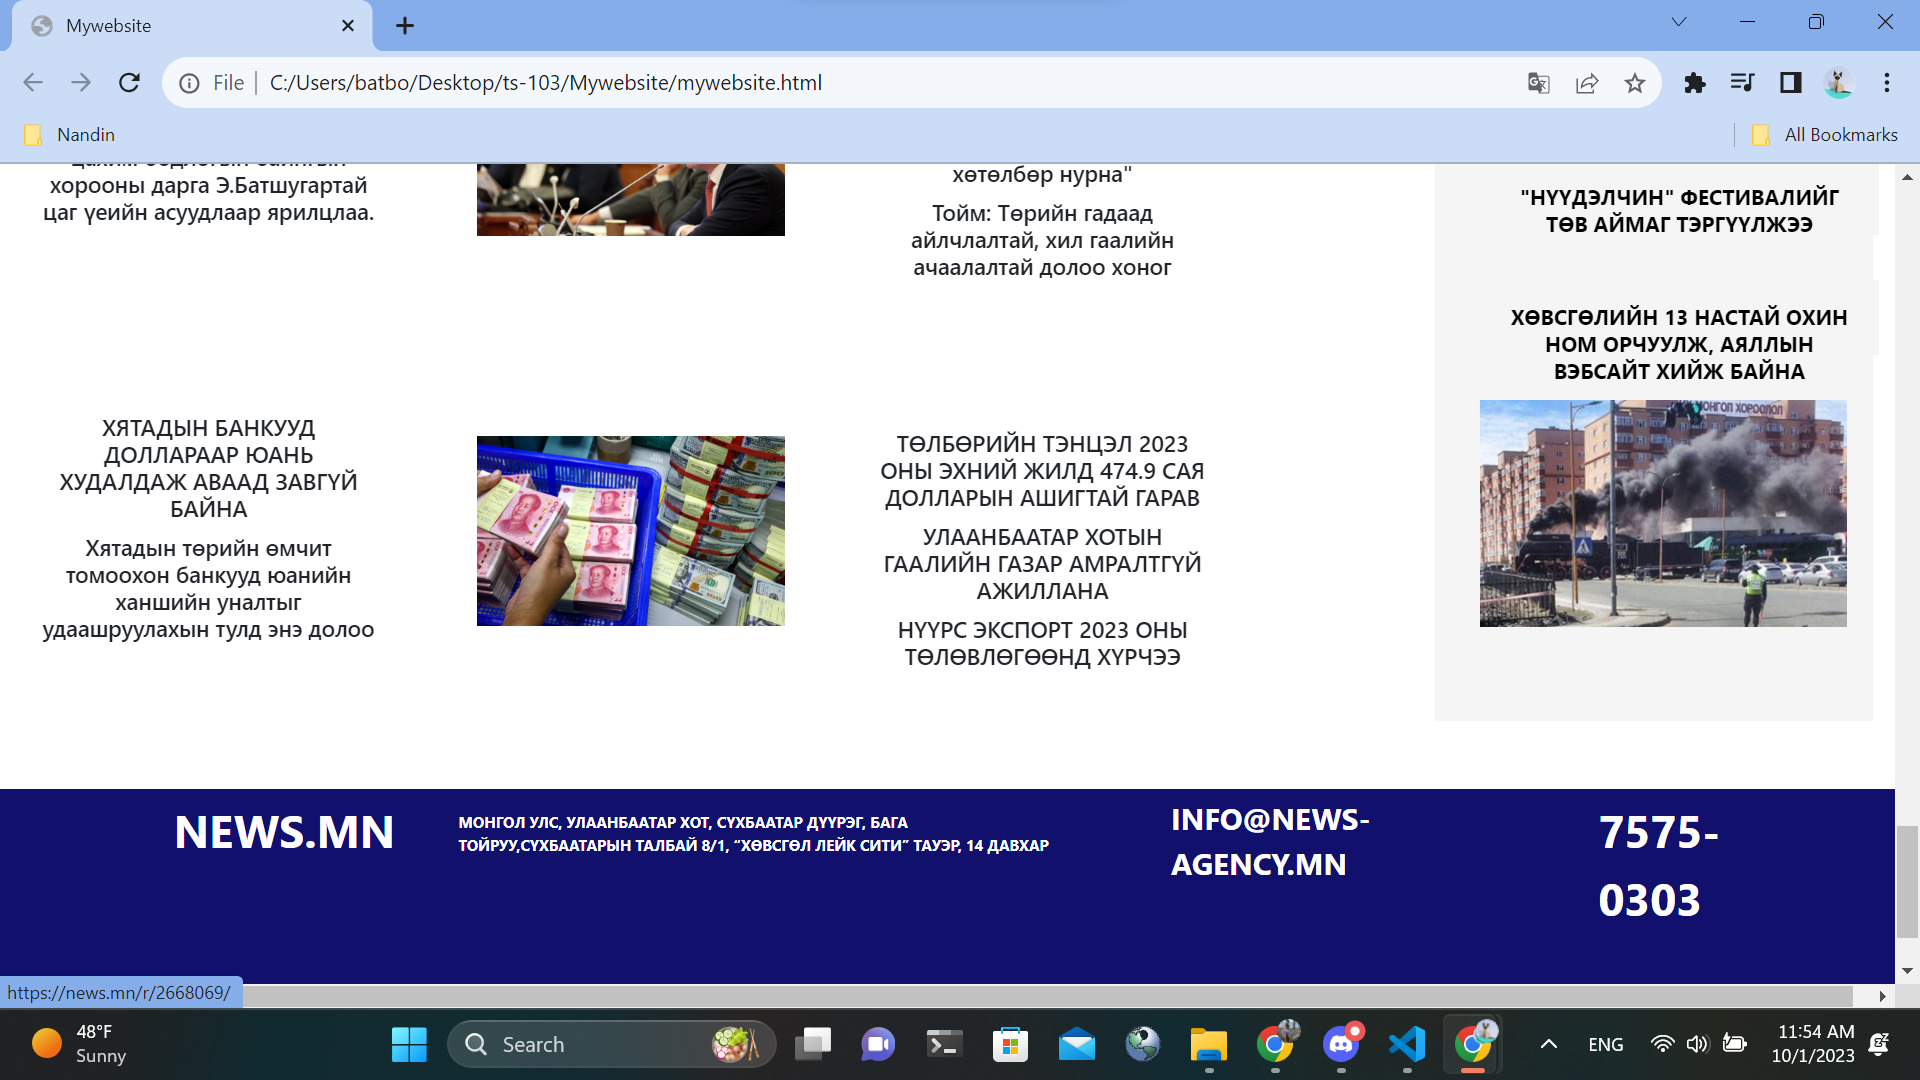 Mywebsite
File
C:/Users/batbo/Desktop/ts-103/Mywebsite/mywebsite.html
Nandin
All Bookmarks
хорооны дарга Э.Батшугартай
цаг үеийн асуудлаар ярилцлаа.
хөтөлбөр нурна"
Тойм: Төрийн гадаад
айлчлалтай, хил гаалийн
ачаалалтай долоо хоног
"НҮҮДЭЛЧИН" ФЕСТИВАЛИЙГ
ТӨВ АЙМАГ ТЭРГҮҮЛЖЭЭ
ХӨВСГӨЛИЙН 13 НАСТАЙ ОХИН
НОМ ОРЧУУЛЖ, АЯЛЛЫН
ВЭБСАЙТ ХИЙЖ БАЙНА
ХЯТАДЫН БАНКУУД
ДОЛЛАРААР ЮАНЬ
ХУДАЛДАЖ АВААД ЗАВГҮЙ
БАЙНА
Хятадын төрийн өмчит
томоохон банкууд юанийн
ханшийн уналтыг
удаашруулахын тулд энэ долоо
ТӨЛБӨРИЙН ТЭНЦЭЛ 2023
ОНЫ ЭХНИЙ ЖИЛД 474.9 САЯ
ДОЛЛАРЫН АШИГТАЙ ГАРАВ
УЛААНБААТАР ХОТЫН
ГААЛИЙН ГАЗАР АМРАЛТГҮЙ
АЖИЛЛАНА
НҮҮРС ЭКСПОРТ 2023 ОНЫ
ТӨЛӨВЛӨГӨӨНД ХҮРЧЭЭ
ХОРООЛОЛ
NEWS.MN
МОНГОЛ УЛС, УЛААНБААТАР ХОТ, СҮХБААТАР ДҮҮРЭГ, БАГА
ТОЙРУУ,СҮХБААТАРЫН ТАЛБАЙ 8/1, “ХӨВСГӨЛ ЛЕЙК СИТИ” ТАУЭР, 14 ДАВХАР
INFO@NEWS-
AGENCY.MN
7575-
0303
https://news.mn/r/2668069/
48°F
Sunny
Search
ENG
11:54 AM
10/1/2023